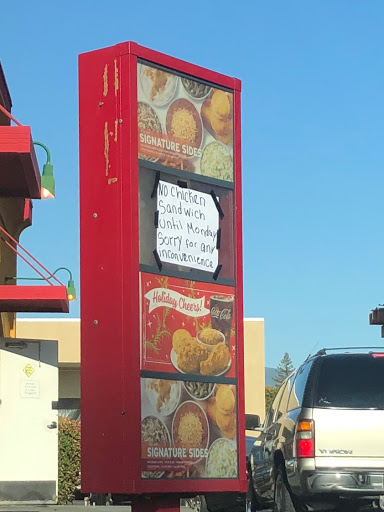 SIGNATURE SIDES
NO Chicken
Sandwich
Until Monday
Sorry for any
inconvenience
Holiday Cheers!
Coca-Cola
SIGNATURE SIDES